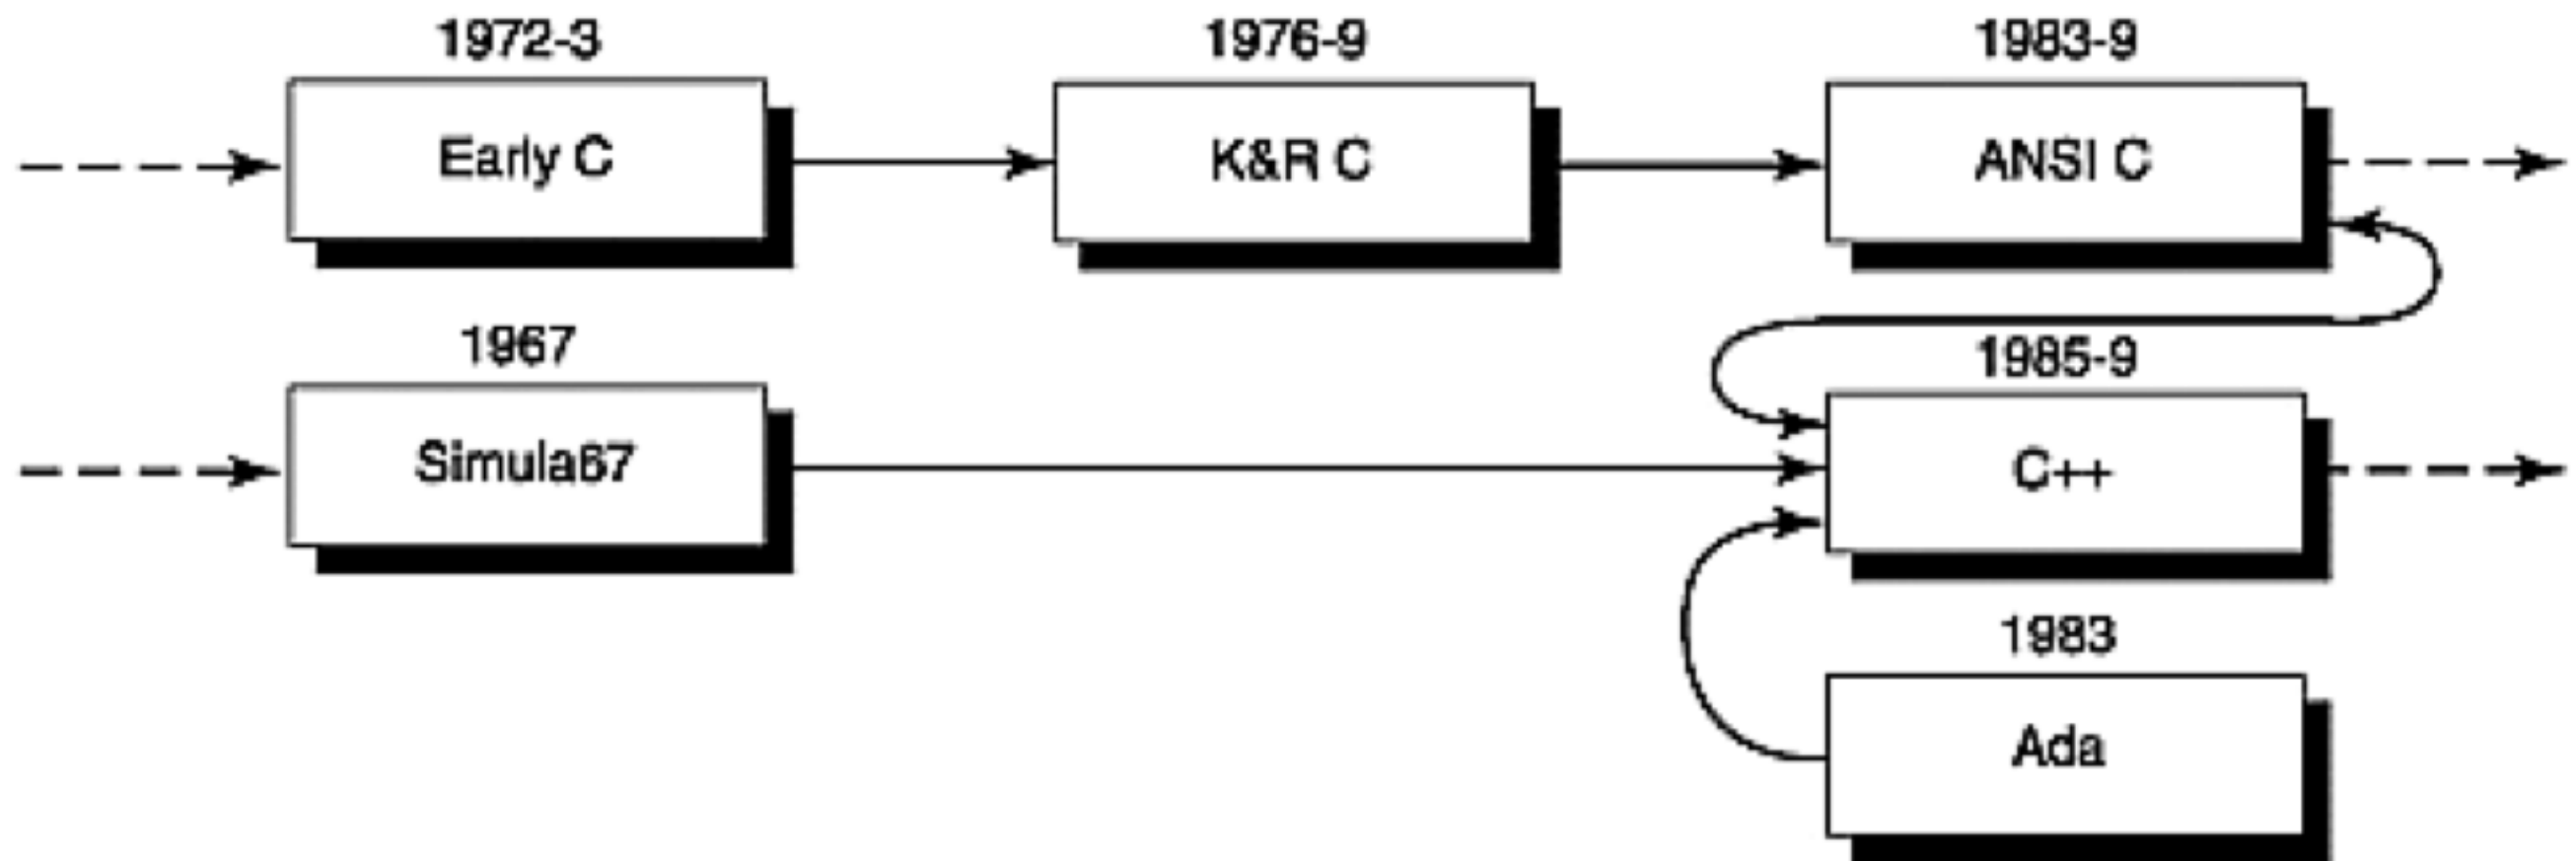 1972-3
1976-9
1983-9
Early C
K&R C
ANSI C
1967
1985-9
Simula67
C++
1983
Ada